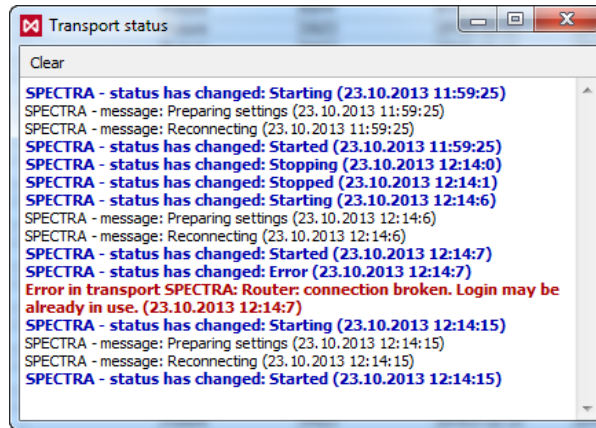 Transport status
Clear
SPECTRA - status has changed: Starting (23.10.2013 11:59:25)
SPECTRA - message: Preparing settings (23.10.2013 11:59:25)
SPECTRA - message: Reconnecting (23.10.2013 11:59:25)
SPECTRA - status has changed: Started (23.10.2013 11:59:25)
SPECTRA - status has changed: Stopping (23.10.2013 12:14:0)
SPECTRA - status has changed: Stopped (23.10.2013 12:14:1)
SPECTRA - status has changed: Starting (23.10.2013 12:14:6)
SPECTRA - message: Preparing settings (23.10.2013 12:14:6)
SPECTRA - message: Reconnecting (23.10.2013 12:14:6)
SPECTRA - status has changed: Started (23.10.2013 12:14:7)
SPECTRA - status has changed: Error (23.10.2013 12:14:7)
Error in transport SPECTRA: Router: connection broken. Login may be
already in use. (23.10.2013 12:14:7)
SPECTRA - status has changed: Starting (23.10.2013 12:14:15)
SPECTRA - message: Preparing settings (23.10.2013 12:14:15)
SPECTRA - message: Reconnecting (23.10.2013 12:14:15)
SPECTRA - status has changed: Started (23.10.2013 12:14:15)